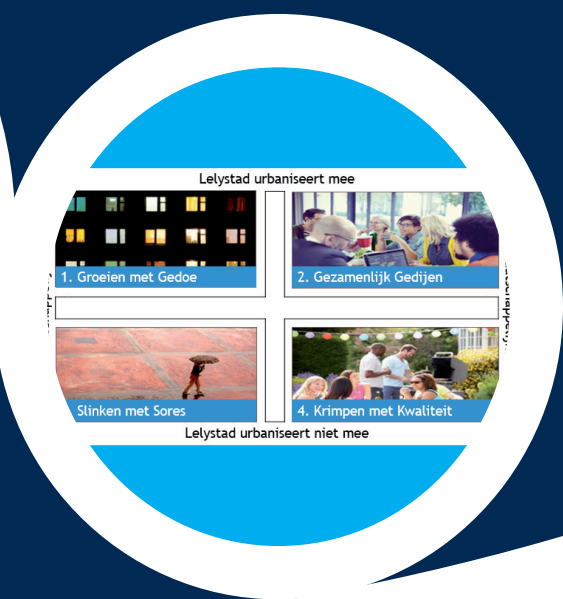 Lelystad urbaniseert mee
1. Groeien met Gedoe
2. Gezamenlijk Gedijen
Slinken met Sores
4. Krimpen met Kwaliteit
Lelystad urbaniseert niet mee